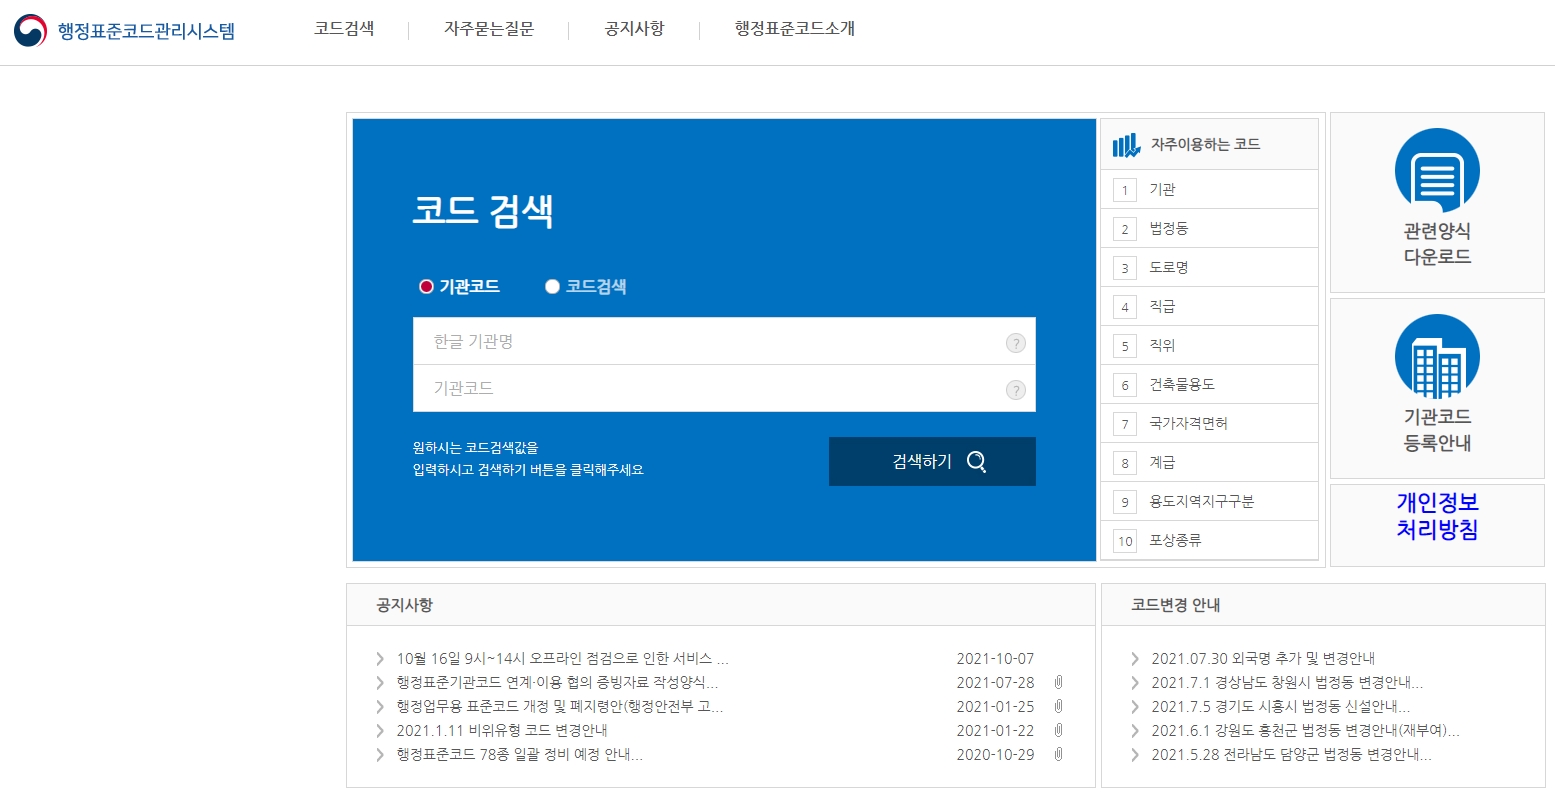 행정표준코드관리시스템
코드검색
자주묻는질문
공지사항
행정표준코드소개
코드 검색
기관코드
코드검색
한글 기관명
?
기관코드
?
원하시는 코드검색값을
입력하시고 검색하기 버튼을 클릭해주세요
검색하기
자주이용하는 코드
1 기관
2 법정동
3 도로명
4 직급
5 직위
6 건축물용도
7 국가자격면허
8 계급
9 용도지역지구구분
10 포상종류
관련양식
다운로드
기관코드
등록안내
개인정보
처리방침
공지사항
10월 16일 9시~14시 오프라인 점검으로 인한 서비스 ... 2021-10-07
행정표준기관코드 연계·이용 협의 증빙자료 작성양식... 2021-07-28
행정업무용 표준코드 개정 및 폐지령안(행정안전부 고... 2021-01-25
2021.1.11 비위유형 코드 변경안내 2021-01-22
행정표준코드 78종 일괄 정비 예정 안내... 2020-10-29
코드변경 안내
2021.07.30 외국명 추가 및 변경안내
2021.7.1 경상남도 창원시 법정동 변경안내...
2021.7.5 경기도 시흥시 법정동 신설안내...
2021.6.1 강원도 홍천군 법정동 변경안내(재부여)...
2021.5.28 전라남도 담양군 법정동 변경안내...